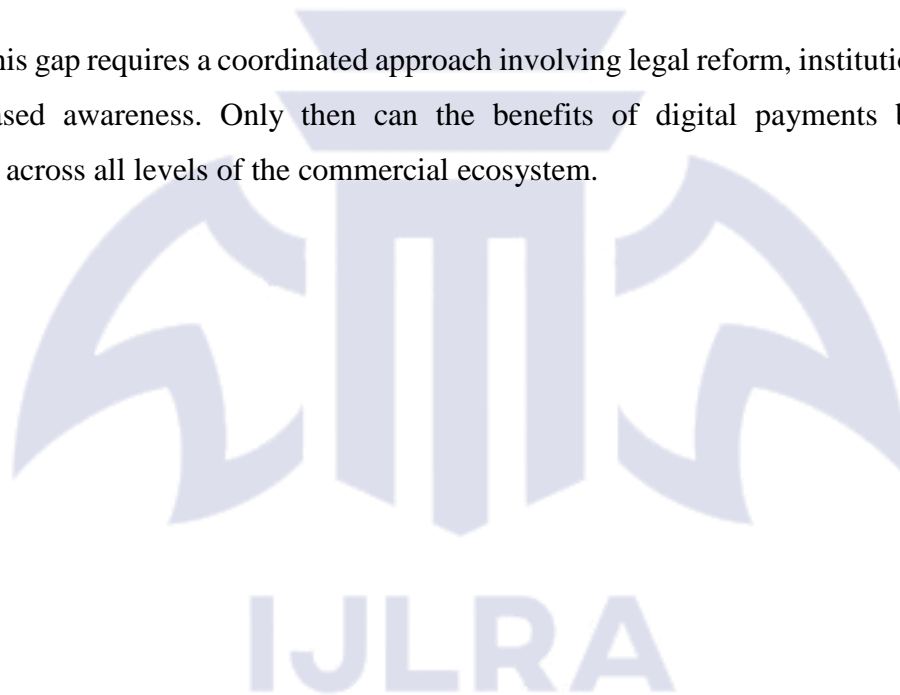 his gap requires a coordinated approach involving legal reform, institutio
ased awareness. Only then can the benefits of digital payments b
across all levels of the commercial ecosystem.
IJLRA